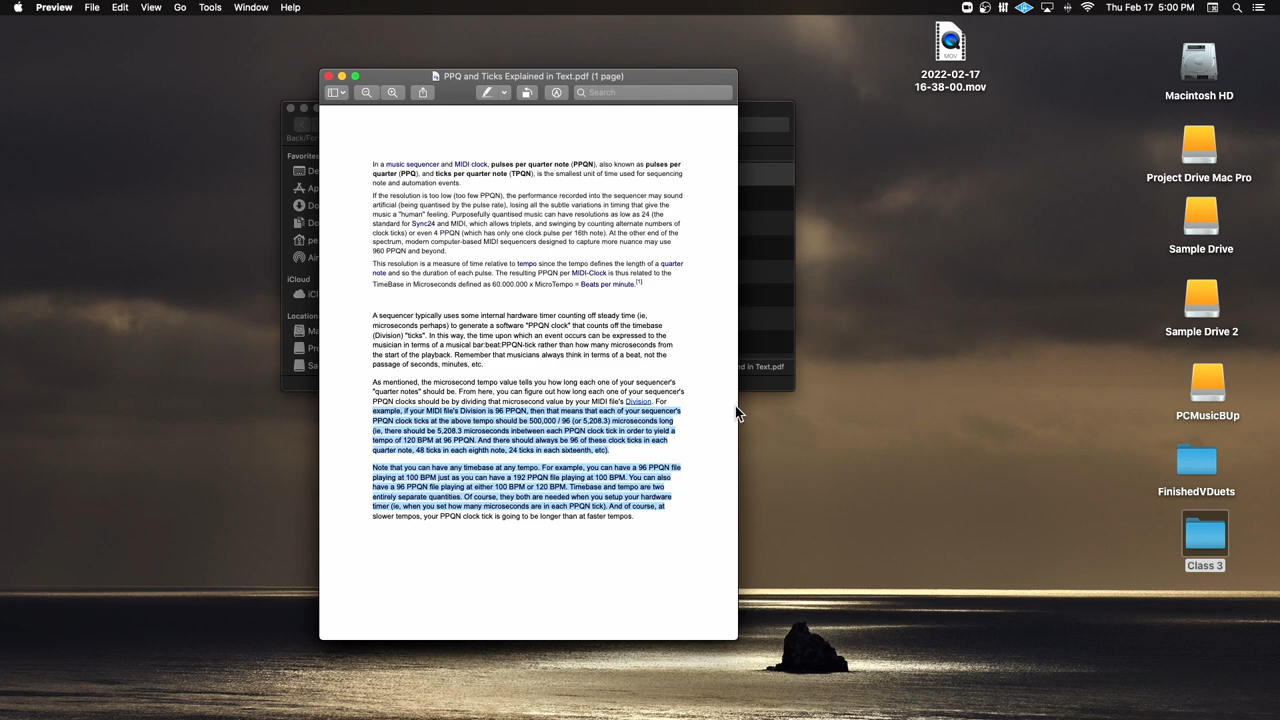 Preview File Edit View Go Tools Window Help
Thu Feb 17 5:00 PM
MOV
2022-02-17
16-38-00.mov
Macintosh HD
Project Drive Mac Pro
Sample Drive
Sample Drive 2
PCMusicBUp
FinishedVDuets
Class 3
PPQ and Ticks Explained in Text.pdf (1 page)
Search
Back/For
Favorites
De
Ap
Do
Do
pe
Air
iCloud
iCl
Location
Ma
Pro
Sa
d in Text.pdf
In a music sequencer and MIDI clock, pulses per quarter note (PPQN), also known as pulses per
quarter (PPQ), and ticks per quarter note (TPQN), is the smallest unit of time used for sequencing
note and automation events.
If the resolution is too low (too few PPQN), the performance recorded into the sequencer may sound
artificial (being quantised by the pulse rate), losing all the subtle variations in timing that give the
music a "human" feeling. Purposefully quantised music can have resolutions as low as 24 (the
standard for Sync24 and MIDI, which allows triplets, and swinging by counting alternate numbers of
clock ticks) or even 4 PPQN (which has only one clock pulse per 16th note). At the other end of the
spectrum, modern computer-based MIDI sequencers designed to capture more nuance may use
960 PPQN and beyond.
This resolution is a measure of time relative to tempo since the tempo defines the length of a quarter
note and so the duration of each pulse. The resulting PPQN per MIDI-Clock is thus related to the
TimeBase in Microseconds defined as 60.000.000 x MicroTempo = Beats per minute.[1]
A sequencer typically uses some internal hardware timer counting off steady time (ie,
microseconds perhaps) to generate a software "PPQN clock" that counts off the timebase
(Division) "ticks". In this way, the time upon which an event occurs can be expressed to the
musician in terms of a musical bar:beat:PPQN-tick rather than how many microseconds from
the start of the playback. Remember that musicians always think in terms of a beat, not the
passage of seconds, minutes, etc.
As mentioned, the microsecond tempo value tells you how long each one of your sequencer's
"quarter notes" should be. From here, you can figure out how long each one of your sequencer's
PPQN clocks should be by dividing that microsecond value by your MIDI file's Division. For
example, if your MIDI file's Division is 96 PPQN, then that means that each of your sequencer's
PPQN clock ticks at the above tempo should be 500,000 / 96 (or 5,208.3) microseconds long
(ie, there should be 5,208.3 microseconds inbetween each PPQN clock tick in order to yield a
tempo of 120 BPM at 96 PPQN. And there should always be 96 of these clock ticks in each
quarter note, 48 ticks in each eighth note, 24 ticks in each sixteenth, etc).
Note that you can have any timebase at any tempo. For example, you can have a 96 PPQN file
playing at 100 BPM just as you can have a 192 PPQN file playing at 100 BPM. You can also
have a 96 PPQN file playing at either 100 BPM or 120 BPM. Timebase and tempo are two
entirely separate quantities. Of course, they both are needed when you setup your hardware
timer (ie, when you set how many microseconds are in each PPQN tick). And of course, at
slower tempos, your PPQN clock tick is going to be longer than at faster tempos.